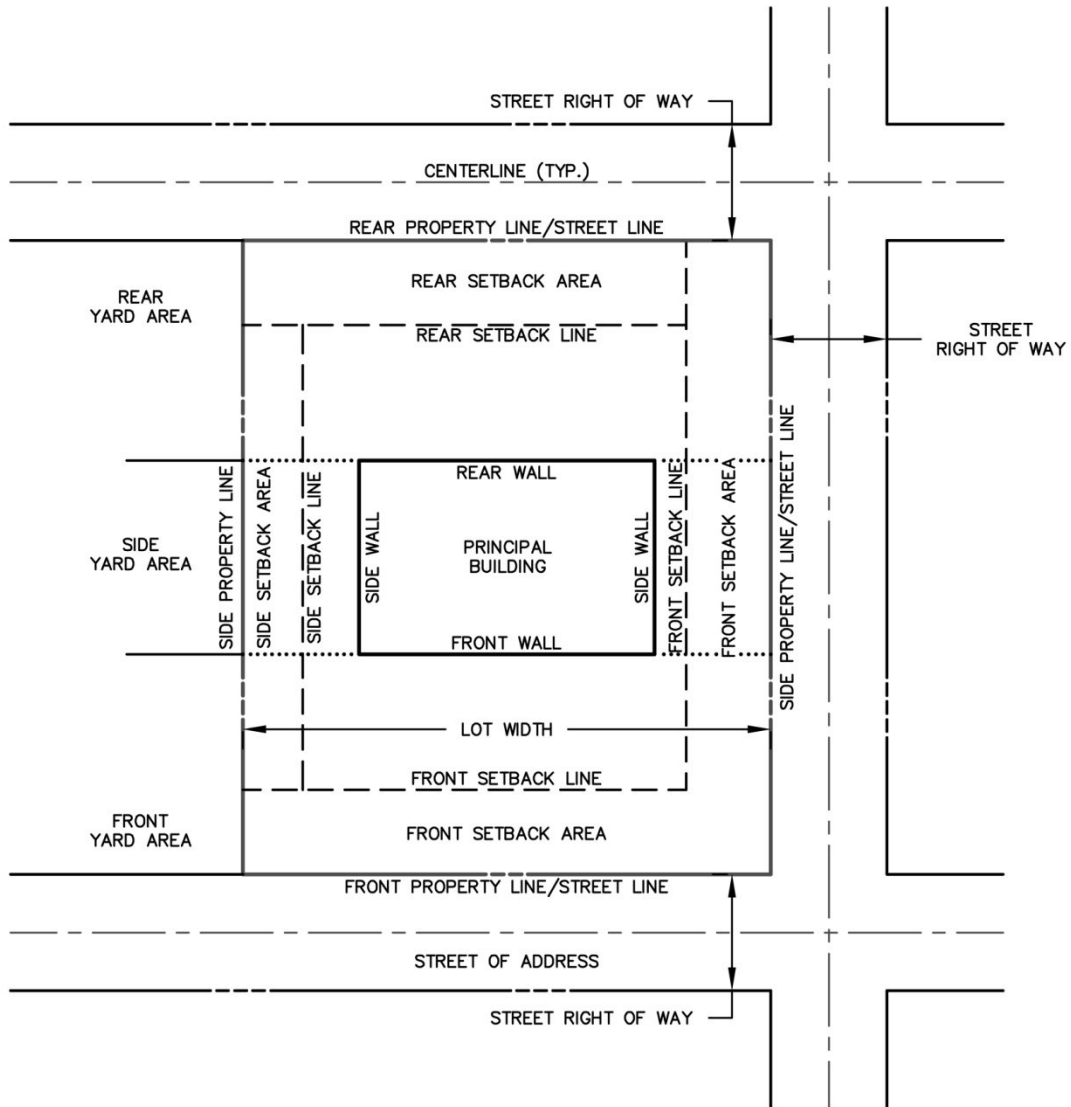 STREET RIGHT OF WAY
CENTERLINE (TYP.)
REAR PROPERTY LINE/STREET LINE
REAR
YARD AREA
REAR SETBACK AREA
REAR SETBACK LINE
STREET
RIGHT OF WAY
SIDE
YARD AREA
SIDE PROPERTY LINE
SIDE SETBACK AREA
SIDE SETBACK LINE
SIDE WALL
REAR WALL
PRINCIPAL
BUILDING
FRONT WALL
SIDE WALL
FRONT SETBACK LINE
FRONT SETBACK AREA
SIDE PROPERTY LINE/STREET LINE
LOT WIDTH
FRONT SETBACK LINE
FRONT
YARD AREA
FRONT SETBACK AREA
FRONT PROPERTY LINE/STREET LINE
STREET OF ADDRESS
STREET RIGHT OF WAY